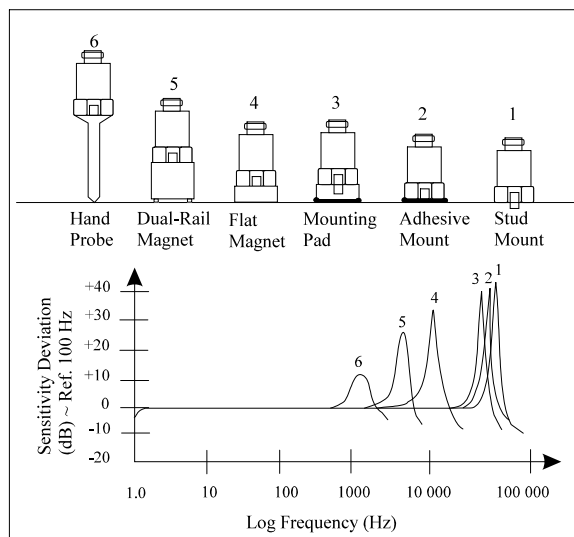 6
5
4
3
2
1
Hand Probe
Dual-Rail Magnet
Flat Magnet
Mounting Pad
Adhesive Mount
Stud Mount
Sensitivity Deviation
(dB) ~ Ref. 100 Hz
+40
+30
+20
+10
0
-10
-20
6
5
4
3
2
1
1.0
10
100
1000
10 000
100 000
Log Frequency (Hz)